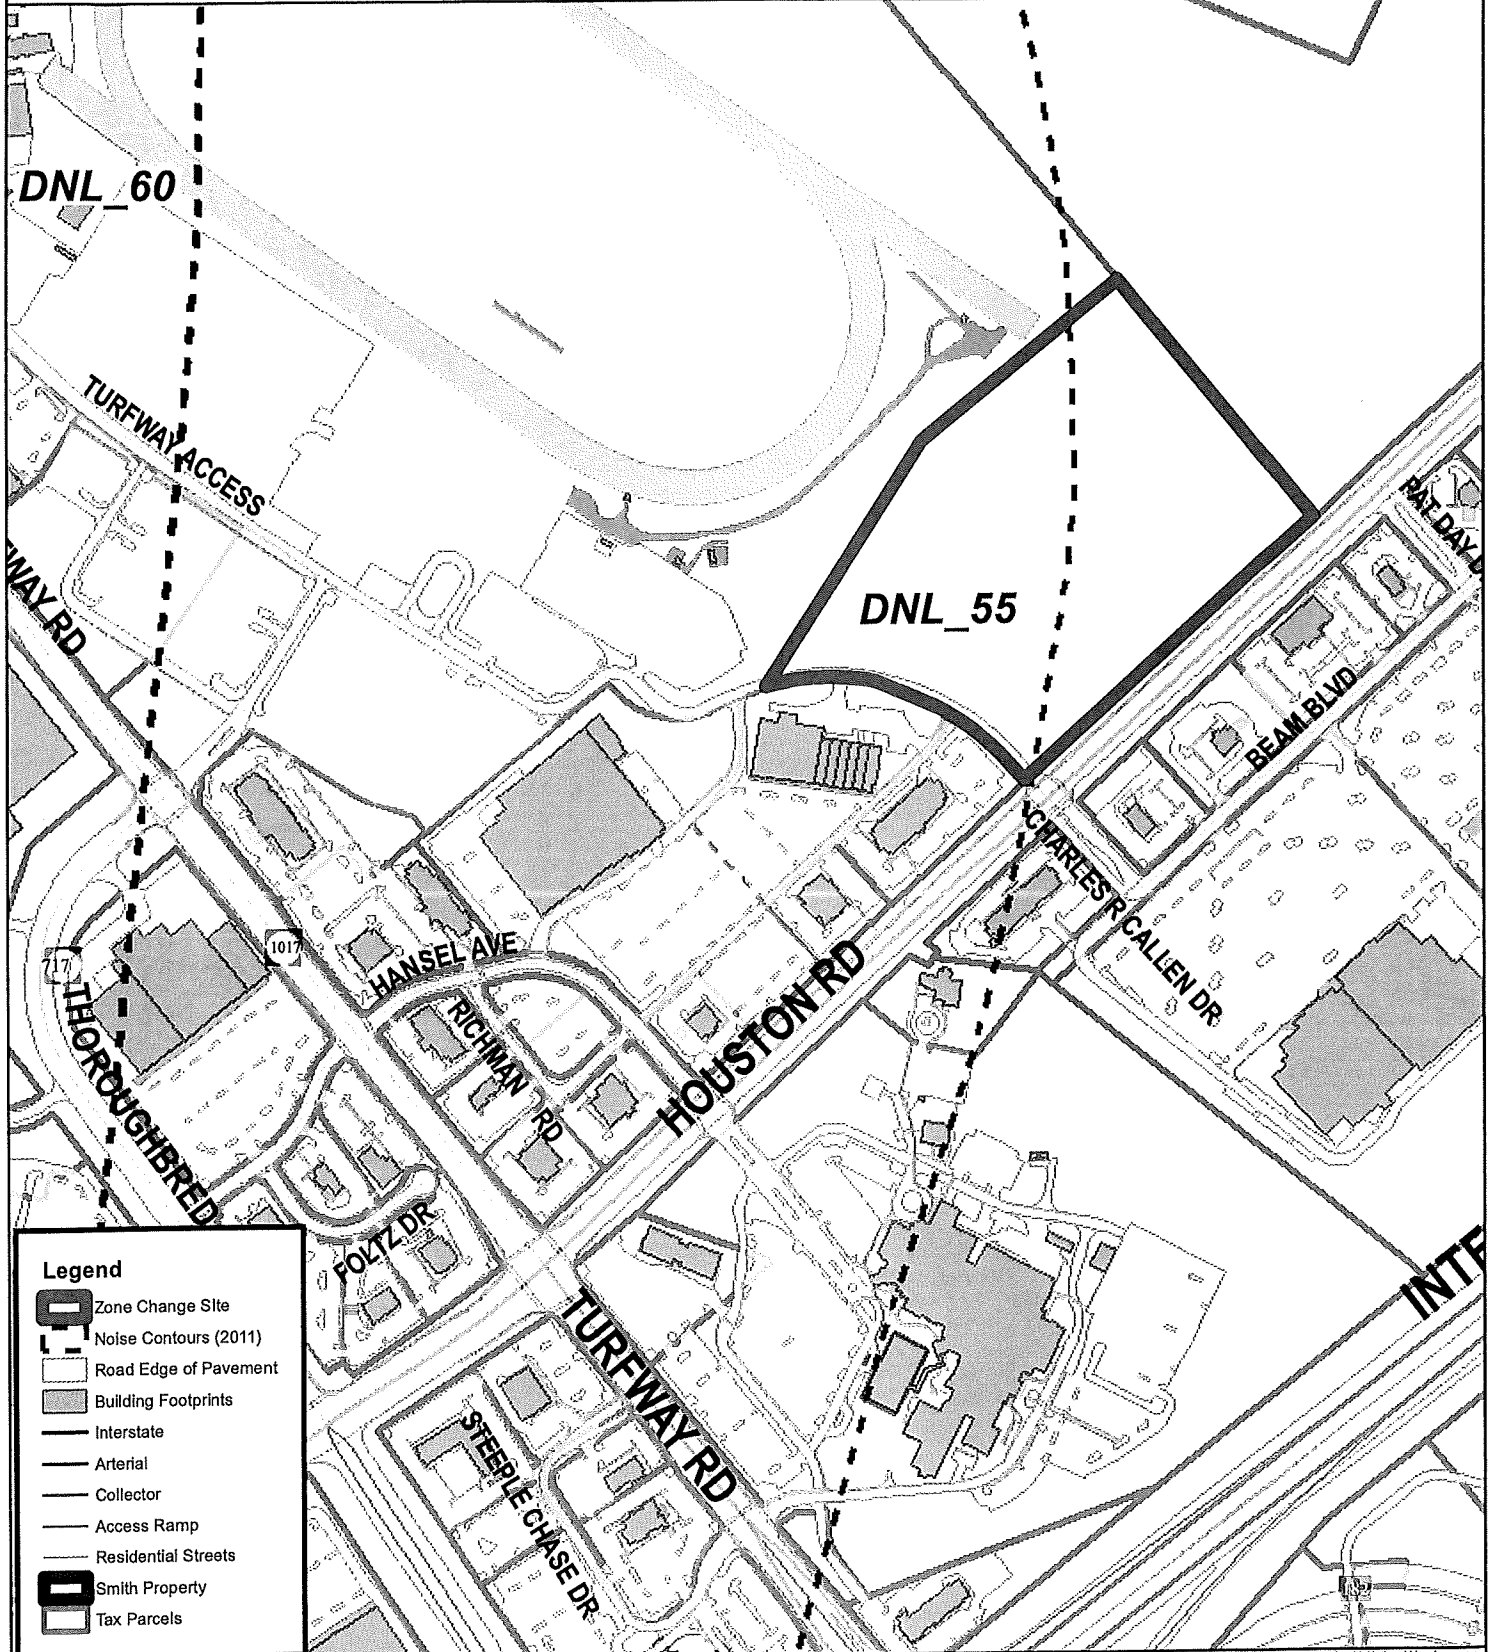 DNL_60
TURFWAY ACCESS
WAY RD
DNL_55
PAT DAY D
BEAM BLVD
CHARLES R CALLEN DR
1017
717
HANSEL AVE
RICHMAN RD
THOROUGHBRED
HOUSTON RD
FOLTZ DR
INTE
TURFWAY RD
STEEPLE CHASE DR
Legend
Zone Change Site
Noise Contours (2011)
Road Edge of Pavement
Building Footprints
Interstate
Arterial
Collector
Access Ramp
Residential Streets
Smith Property
Tax Parcels